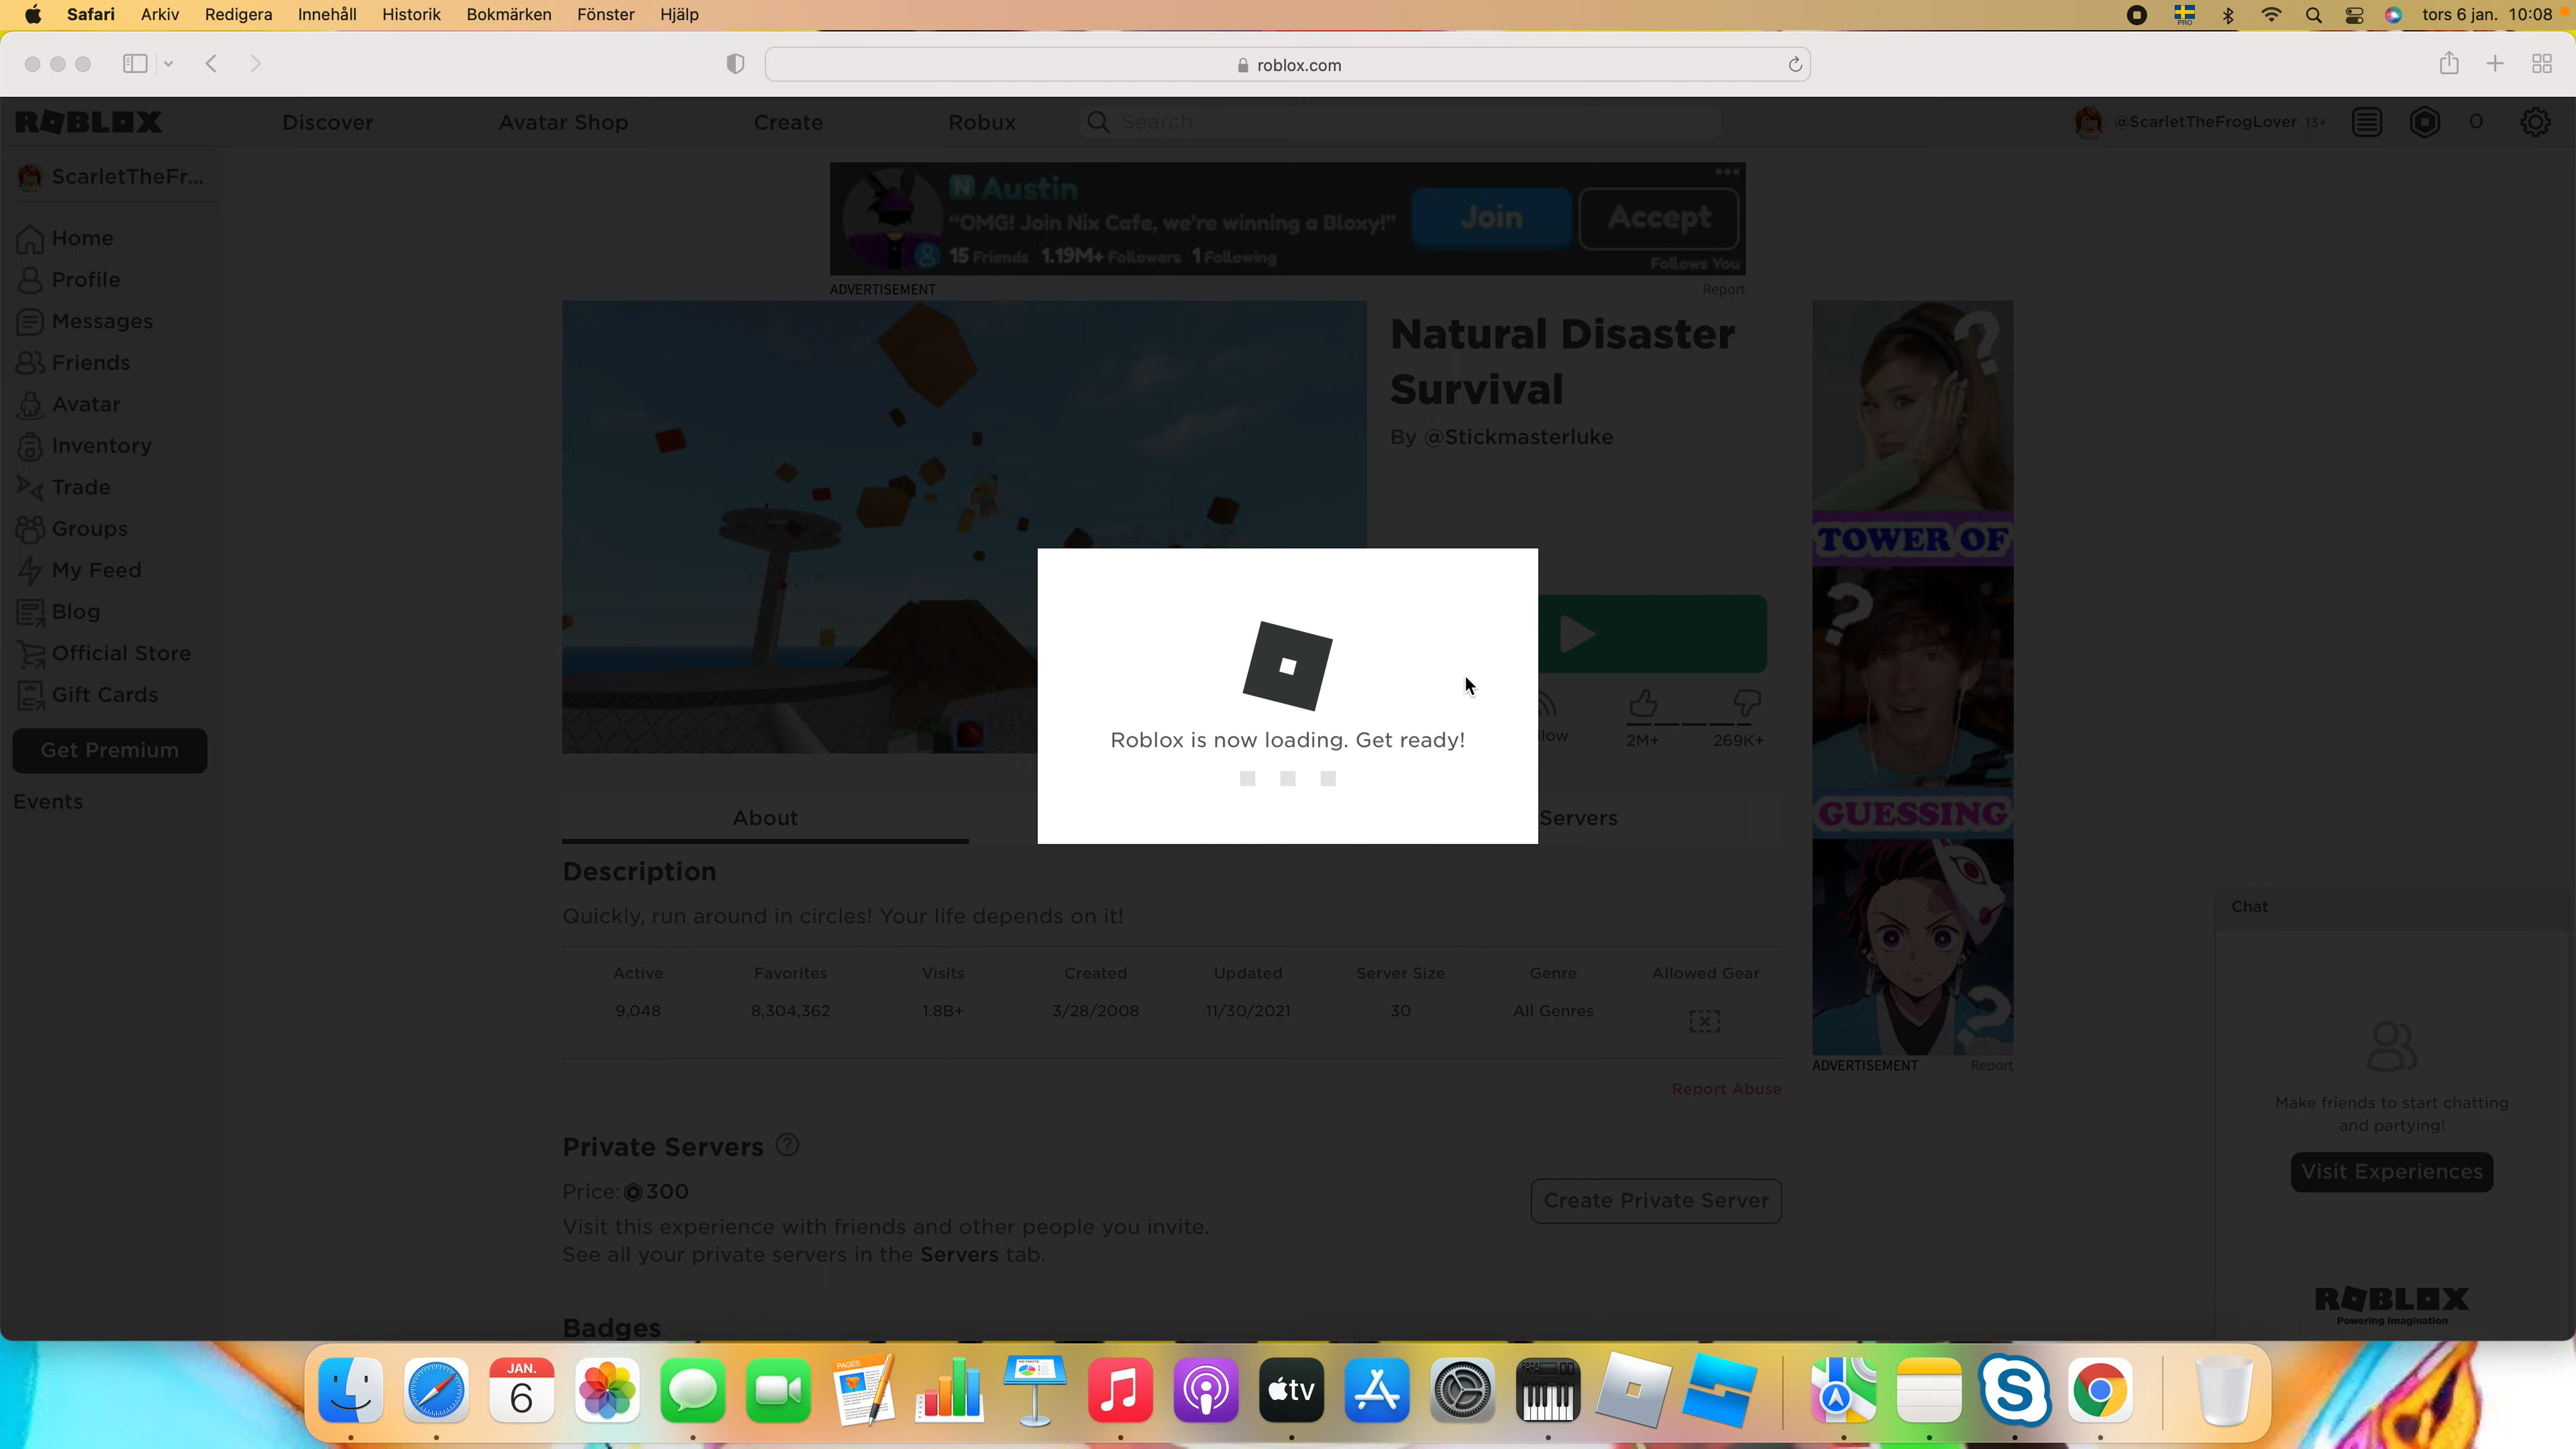 Safari Arkiv Redigera Innehåll Historik Bokmärken Fönster Hjälp
PRO
tors 6 jan. 10:08
roblox.com
ROBLOX Discover Avatar Shop Create Robux Search @ScarletTheFrogLover 13+ 0
ScarletTheFr...
Home
Profile
Messages
Friends
Avatar
Inventory
Trade
Groups
My Feed
Blog
Official Store
Gift Cards
Get Premium
Events
N Austin
“OMG! Join Nix Cafe, we’re winning a Bloxy!”
15 Friends 1.19M+ Followers 1 Following
Join Accept
Follows You
ADVERTISEMENT Report
Natural Disaster
Survival
By @Stickmasterluke
Roblox is now loading. Get ready!
llow 2M+ 269K+
About Servers
Description
Quickly, run around in circles! Your life depends on it!
Active Favorites Visits Created Updated Server Size Genre Allowed Gear
9,048 8,304,362 1.8B+ 3/28/2008 11/30/2021 30 All Genres
Report Abuse
Private Servers ?
Price: 300
Visit this experience with friends and other people you invite.
See all your private servers in the Servers tab.
Create Private Server
Badges
?
TOWER OF
?
GUESSING
?
ADVERTISEMENT Report
Chat
Make friends to start chatting
and partying!
Visit Experiences
ROBLOX
Powering Imagination
JAN.
6
PAGES
KEYNOTE
tv
S